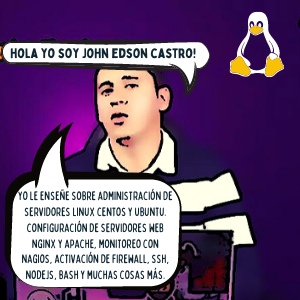 HOLA YO SOY JOHN EDSON CASTRO!
YO LE ENSEÑE SOBRE ADMINISTRACIÓN DE
SERVIDORES LINUX CENTOS Y UBUNTU.
CONFIGURACIÓN DE SERVIDORES WEB
NGINX Y APACHE, MONITOREO CON
NAGIOS, ACTIVACIÓN DE FIREWALL, SSH,
NODEJS, BASH Y MUCHAS COSAS MÁS.